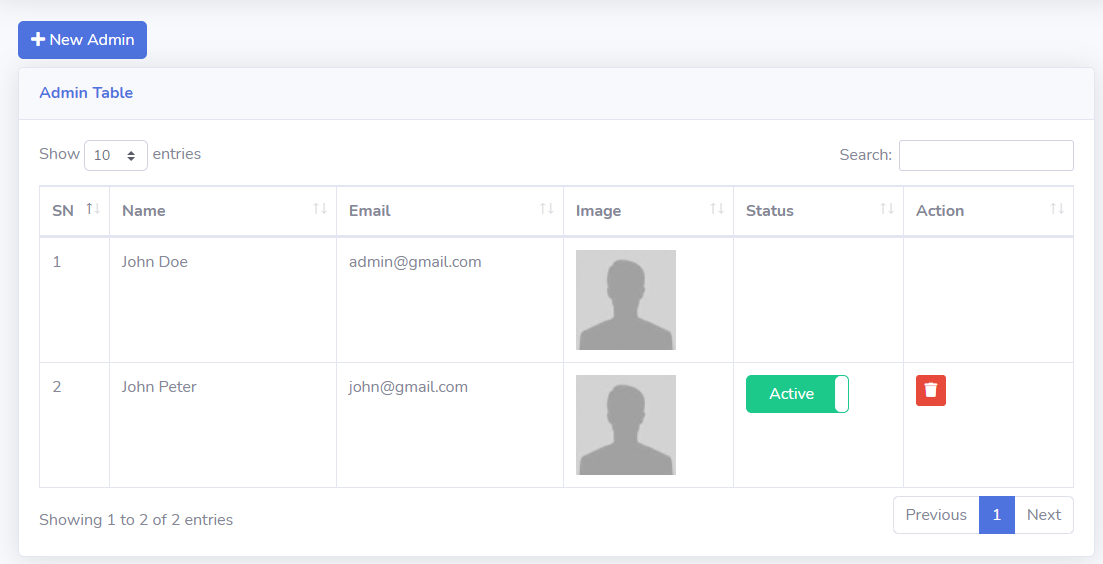 New Admin
Admin Table
Show 10 entries Search:
SN Name Email Image Status Action
1 John Doe admin@gmail.com
2 John Peter john@gmail.com Active
Showing 1 to 2 of 2 entries Previous 1 Next